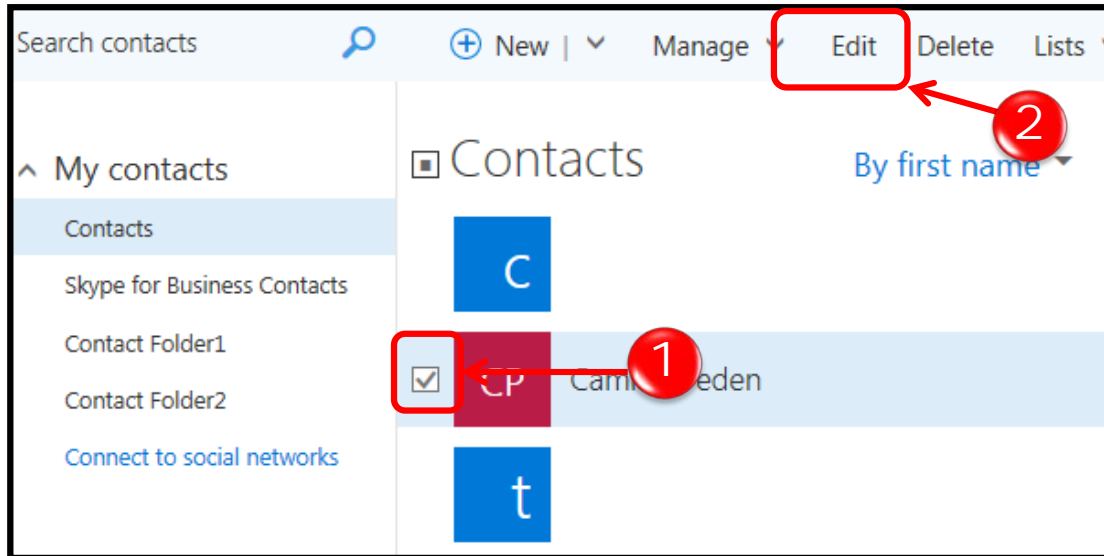 Search contacts
New | Manage Edit Delete Lists
2
My contacts
Contacts By first name
Contacts
C
Skype for Business Contacts
Contact Folder1
1
CP
Contact Folder2
Connect to social networks
t